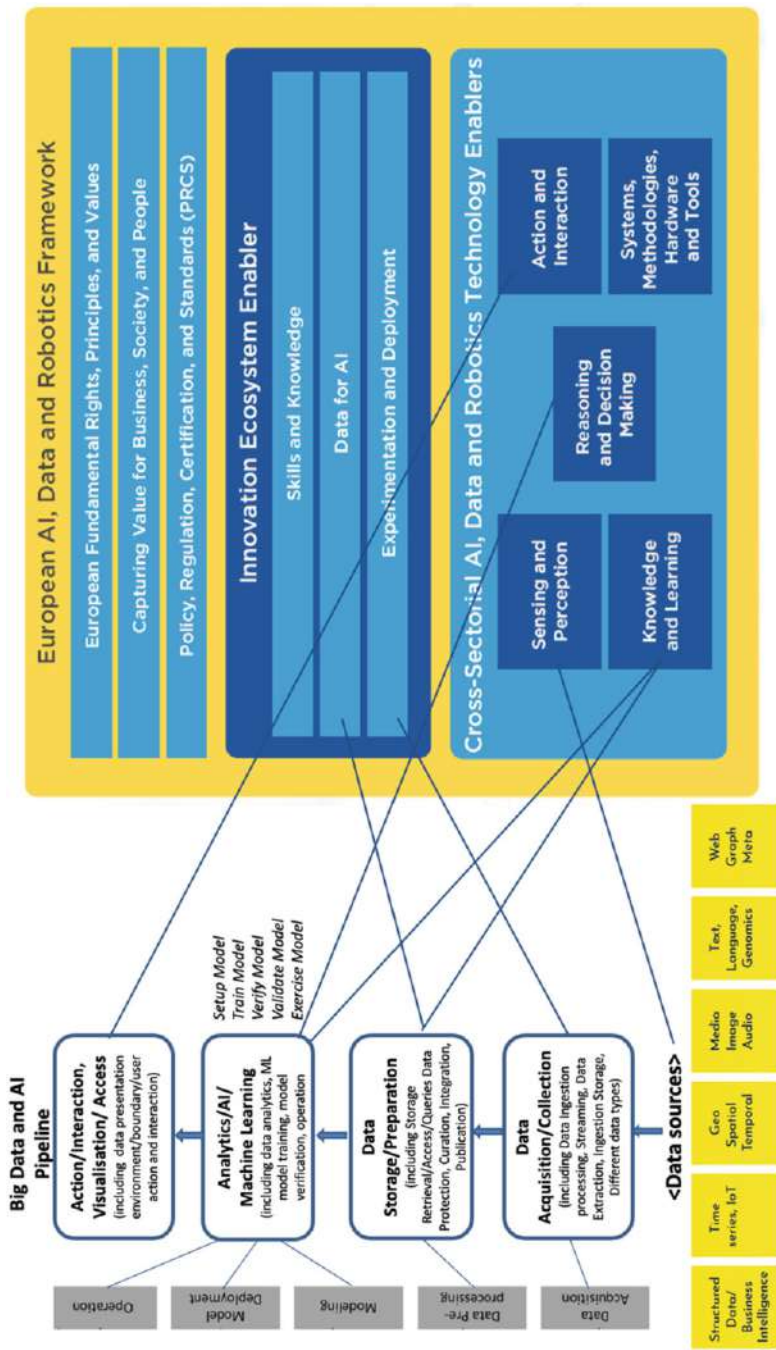 Big Data and AI
Pipeline
Operation
Model
Deployment
Modeling
Data Pre-
processing
Data
Acquisition
Action/Interaction,
Visualisation/ Access
(including data presentation
environment/boundary/user
action and interaction)
Analytics/AI/
Machine Learning
(including data analytics, ML
model training, model
verification, operation
Setup Model
Train Model
Verify Model
Validate Model
Exercise Model
Data
Storage/Preparation
(including Storage
Retrieval/Access/Queries Data
Protection, Curation, Integration,
Publication)
Data
Acquisition/Collection
(including Data Ingestion
processing, Streaming, Data
Extraction, Ingestion Storage,
Different data types)
<Data sources>
Structured
Data/
Business
Intelligence
Time
series, IoT
Geo
Spatial
Temporal
Medio
Image
Audio
Text,
Language,
Genomics
Web
Graph
Meta
European AI, Data and Robotics Framework
European Fundamental Rights, Principles, and Values
Capturing Value for Business, Society, and People
Policy, Regulation, Certification, and Standards (PRCS)
Innovation Ecosystem Enabler
Skills and Knowledge
Data for AI
Experimentation and Deployment
Cross-Sectorial AI, Data and Robotics Technology Enablers
Sensing and
Perception
Knowledge
and Learning
Reasoning
and Decision
Making
Action and
Interaction
Systems,
Methodologies,
Hardware
and Tools